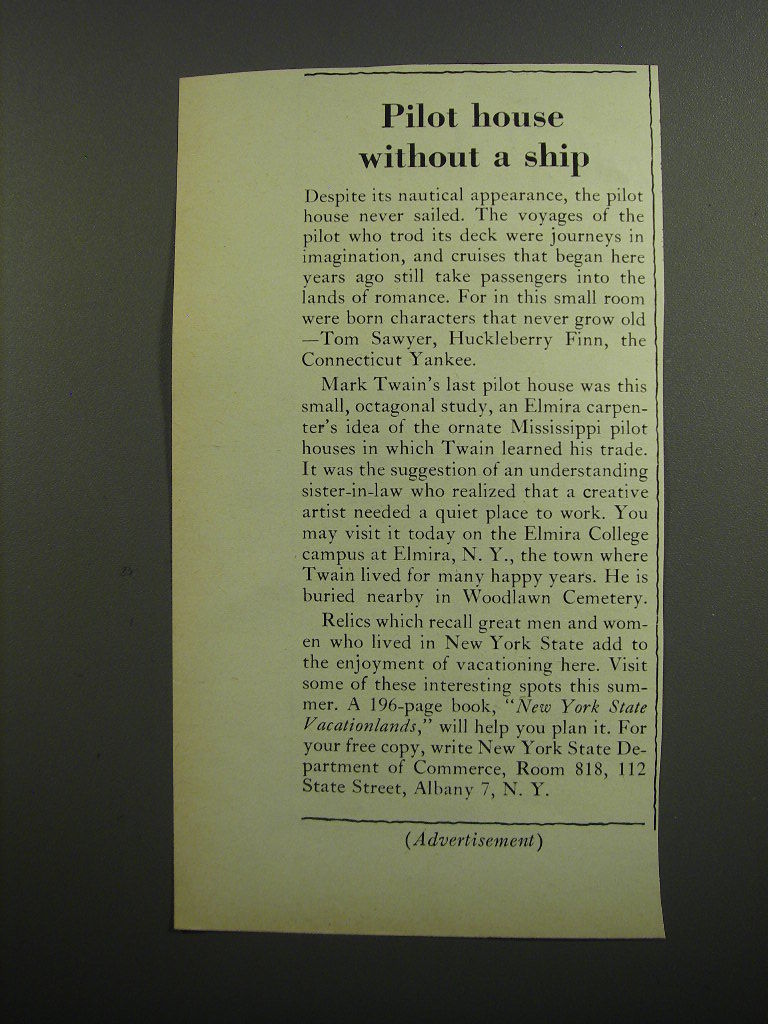 Pilot house
without a ship
Despite its nautical appearance, the pilot
house never sailed. The voyages of the
pilot who trod its deck were journeys in
imagination, and cruises that began here
years ago still take passengers into the
lands of romance. For in this small room
were born characters that never grow old
—Tom Sawyer, Huckleberry Finn, the
Connecticut Yankee.
Mark Twain's last pilot house was this
small, octagonal study, an Elmira carpen-
ter's idea of the ornate Mississippi pilot
houses in which Twain learned his trade.
It was the suggestion of an understanding
sister-in-law who realized that a creative
artist needed a quiet place to work. You
may visit it today on the Elmira College
campus at Elmira, N. Y., the town where
Twain lived for many happy years. He is
buried nearby in Woodlawn Cemetery.
Relics which recall great men and wom-
en who lived in New York State add to
the enjoyment of vacationing here. Visit
some of these interesting spots this sum-
mer. A 196-page book, "New York State
Vacationlands," will help you plan it. For
your free copy, write New York State De-
partment of Commerce, Room 818, 112
State Street, Albany 7, N. Y.
(Advertisement)